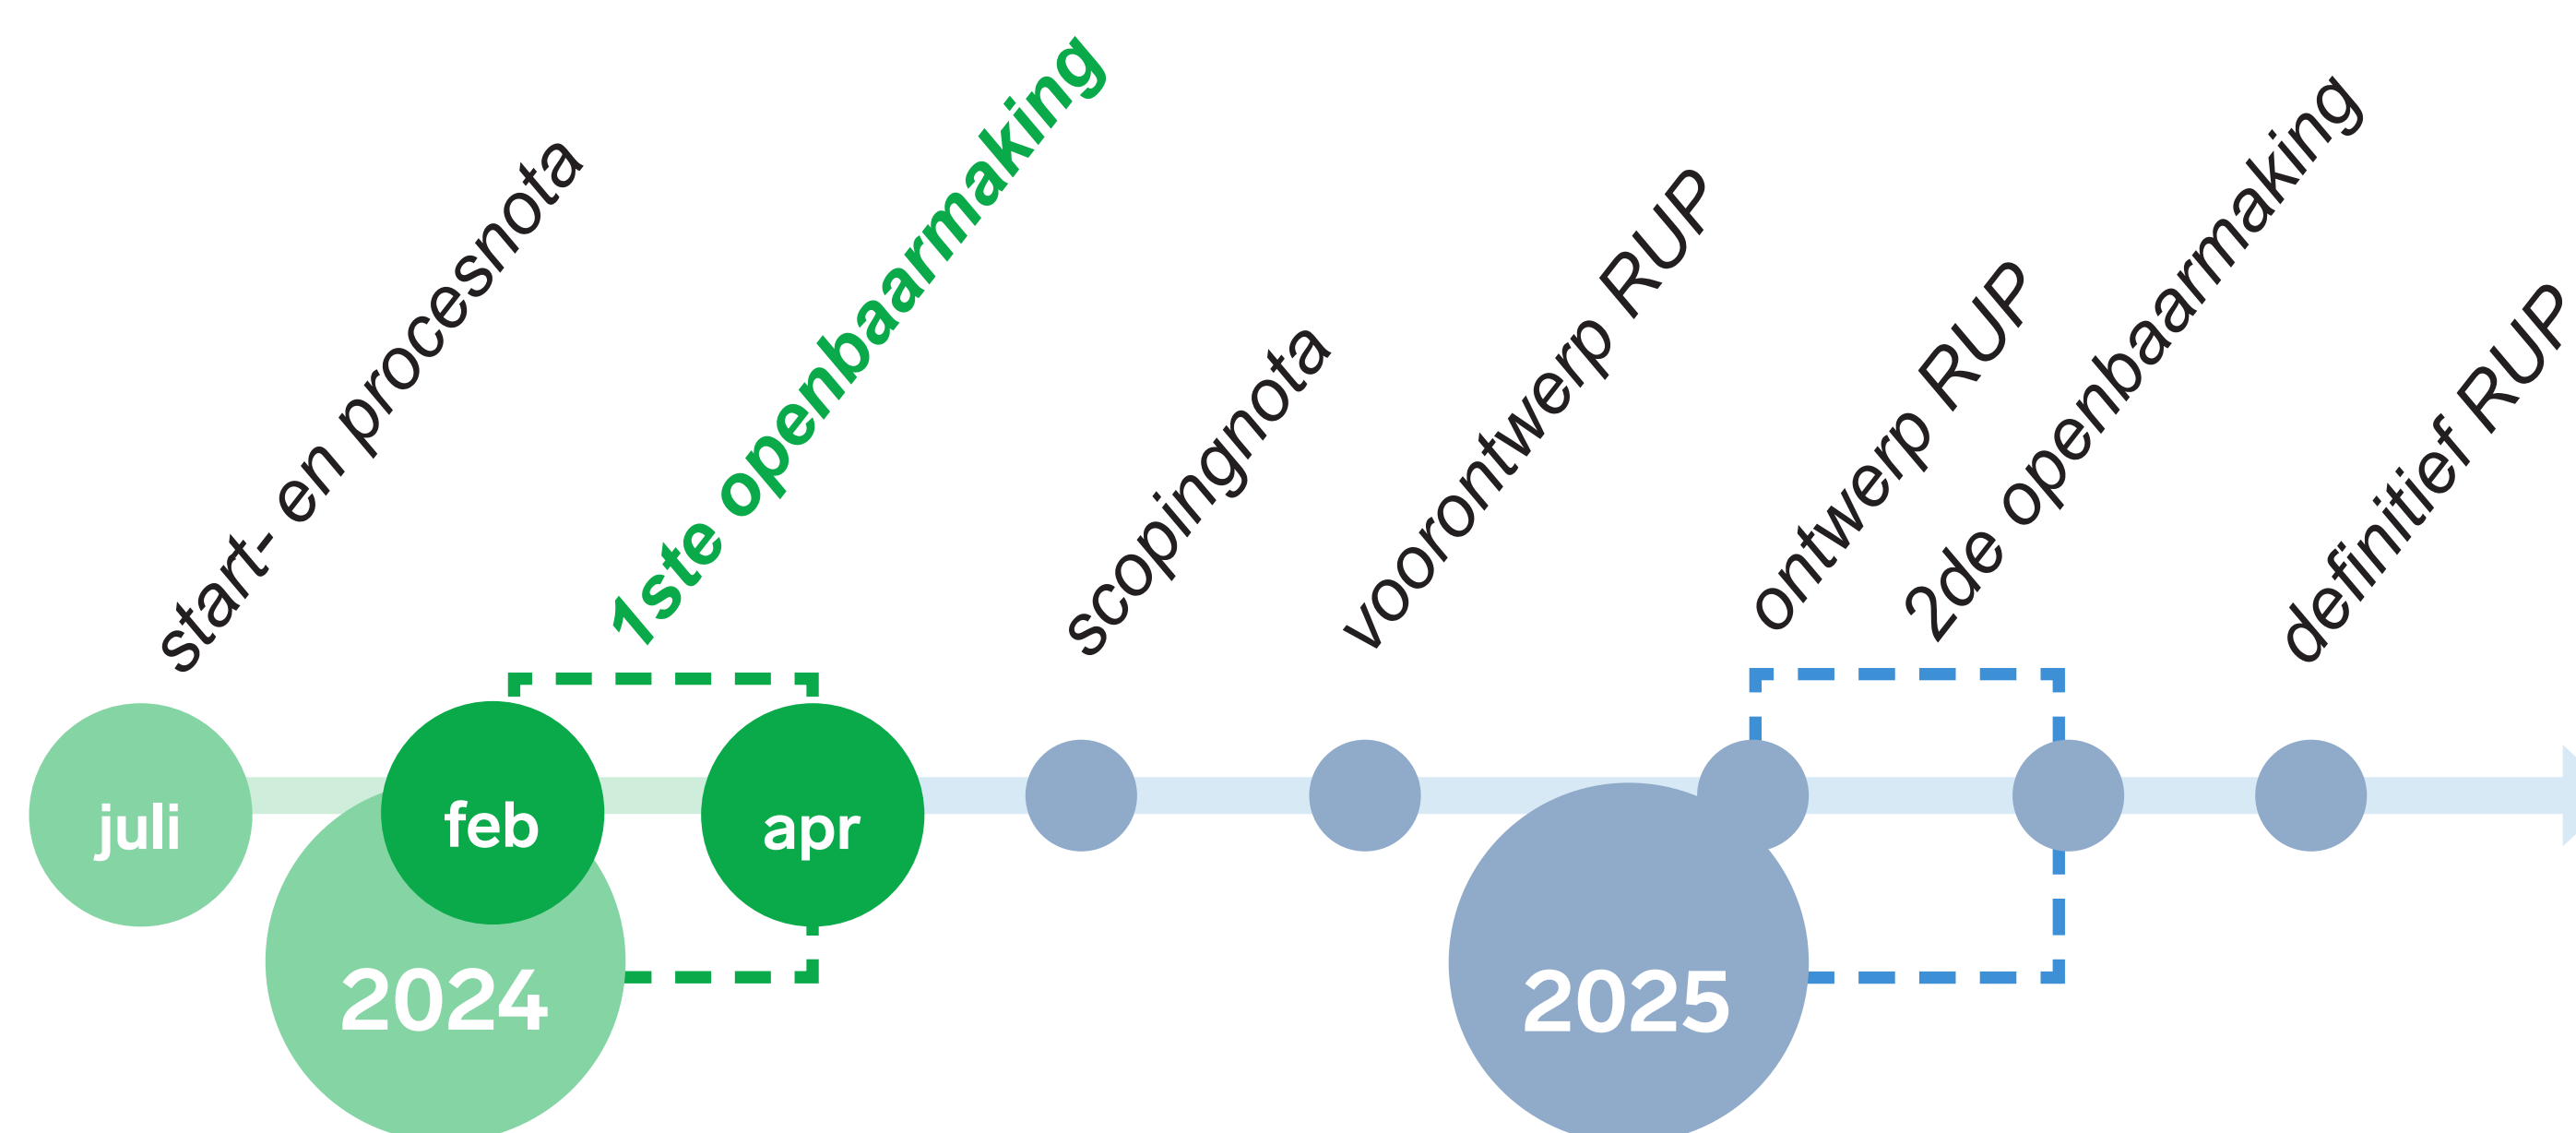 start- en procesnota
1ste openbaarmaking
scopingnota
voorontwerp RUP
ontwerp RUP
2de openbaarmaking
definitief RUP
juli
feb
apr
2024
2025